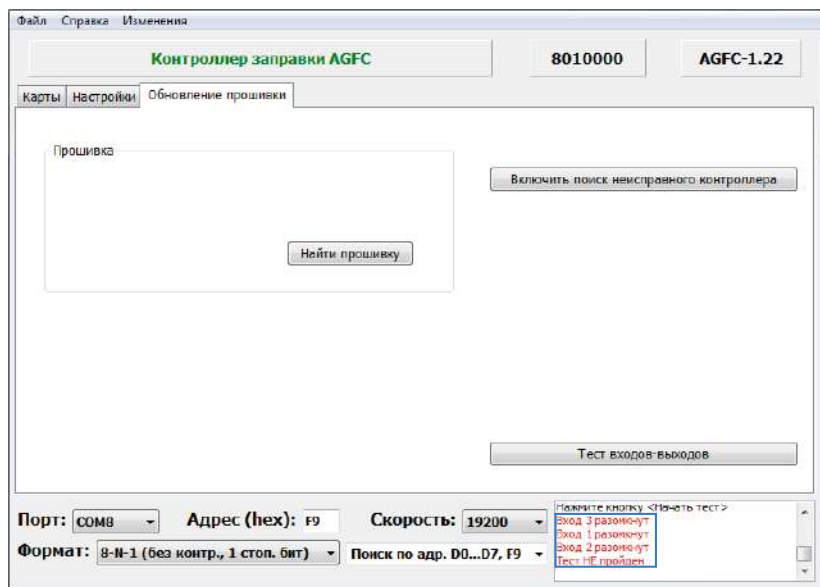 Файл Справка Изменения
Контроллер заправки AGFC 8010000 AGFC-1.22
Карты Настройки Обновление прошивки
Прошивка
Включить поиск неисправного контроллера
Найти прошивку
Тест входов-выходов
Нажмите кнопку <Начать тест>
Порт: COM8 Адрес (hex): F9 Скорость: 19200
Вход 3 разомкнут
Вход 1 разомкнут
Формат: 8-N-1 (без контр., 1 стоп. бит) Поиск по адр. D0...D7, F9
Вход 2 разомкнут
Тест НЕ пройден